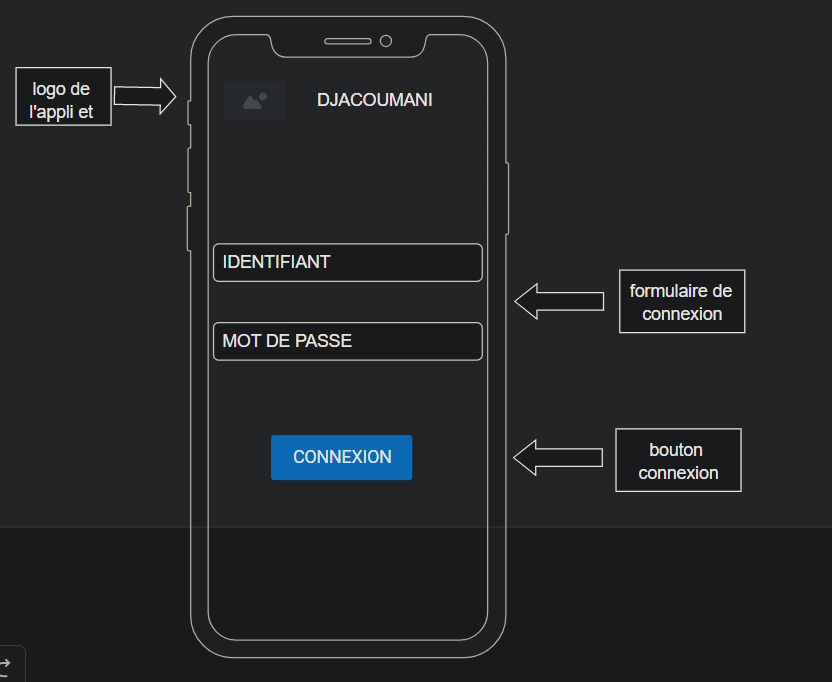 logo de
l'appli et
DJACOUMANI
IDENTIFIANT
formulaire de
connexion
MOT DE PASSE
CONNEXION
bouton
connexion